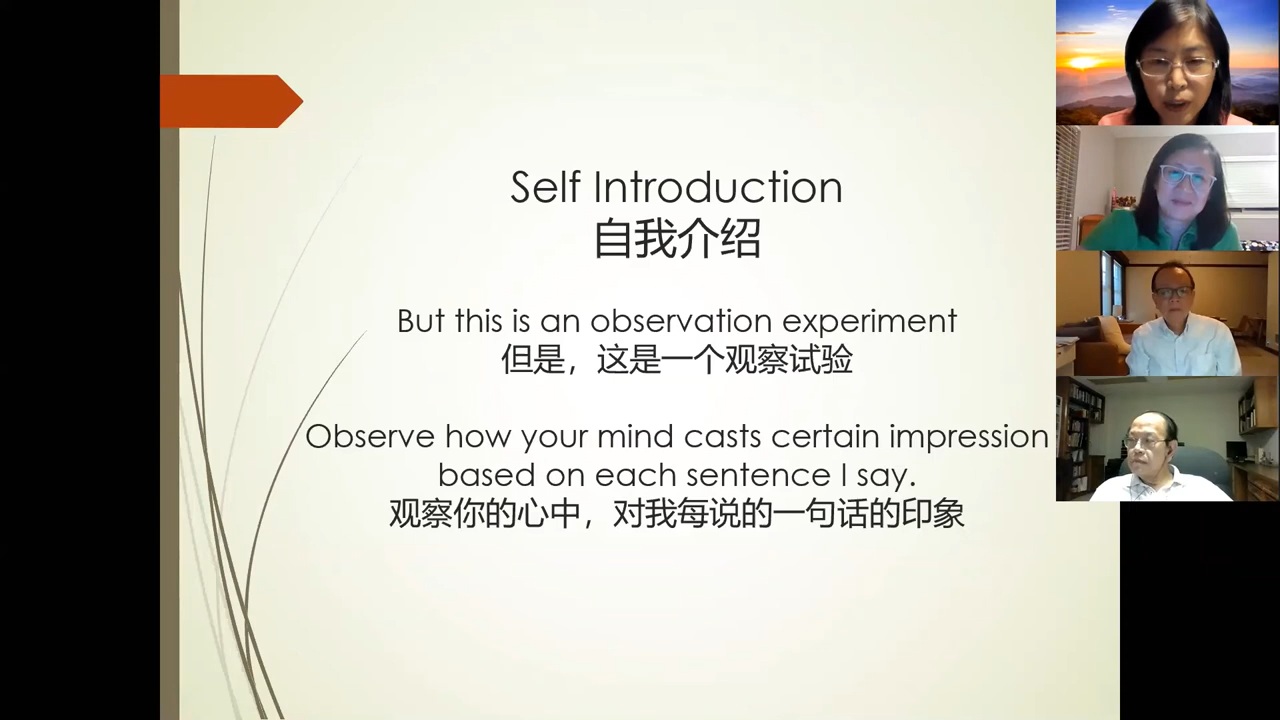 Self Introduction
自我介绍
But this is an observation experiment
但是，这是一个观察试验
Observe how your mind casts certain impression
based on each sentence I say.
观察你的心中，对我每说的一句话的印象